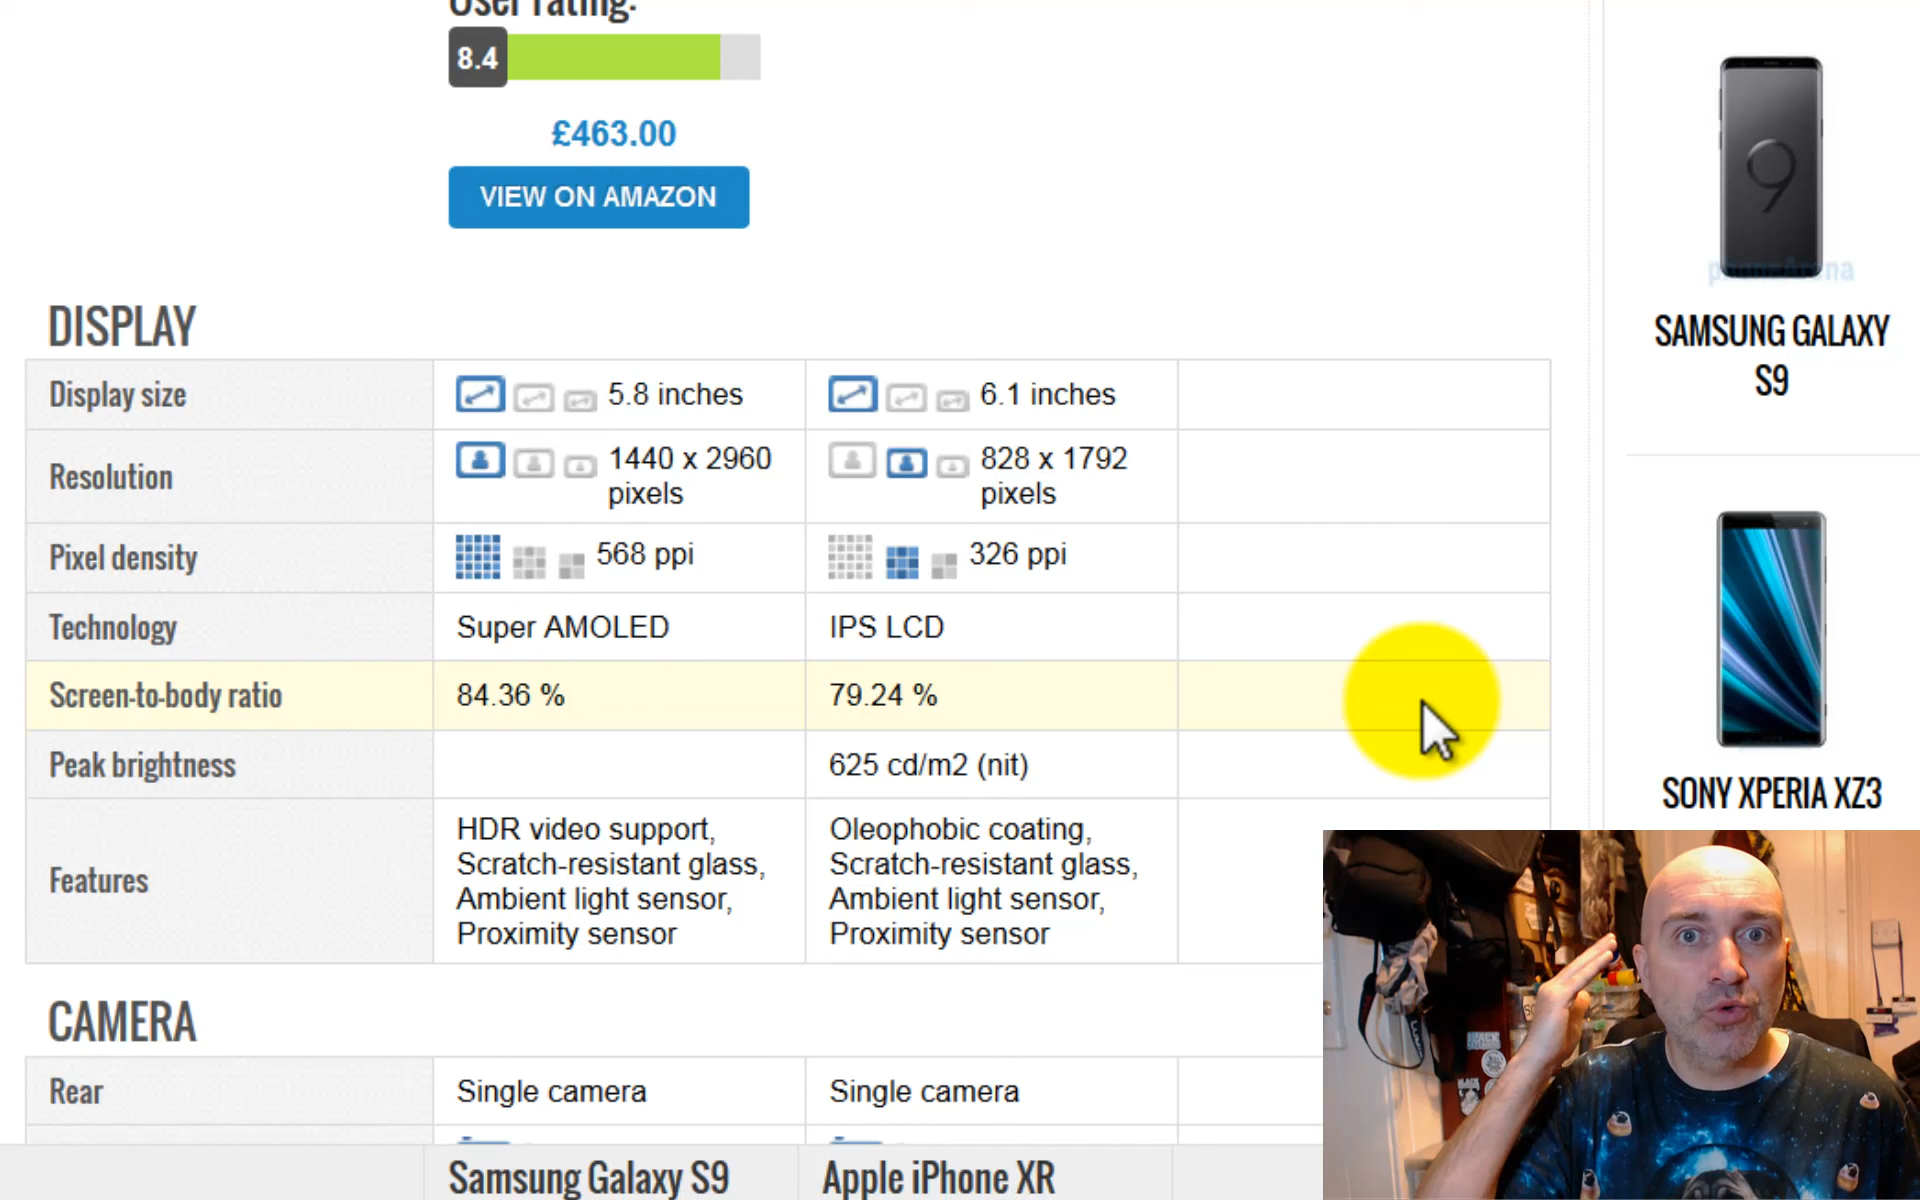 User rating:
8.4
£463.00
VIEW ON AMAZON
9
phoneArena
SAMSUNG GALAXY
S9
SONY XPERIA XZ3
DISPLAY
Display size 5.8 inches 6.1 inches
Resolution 1440 x 2960 pixels 828 x 1792 pixels
Pixel density 568 ppi 326 ppi
Technology Super AMOLED IPS LCD
Screen-to-body ratio 84.36 % 79.24 %
Peak brightness 625 cd/m2 (nit)
Features
HDR video support,
Scratch-resistant glass,
Ambient light sensor,
Proximity sensor
Oleophobic coating,
Scratch-resistant glass,
Ambient light sensor,
Proximity sensor
CAMERA
Rear Single camera Single camera
Samsung Galaxy S9 Apple iPhone XR